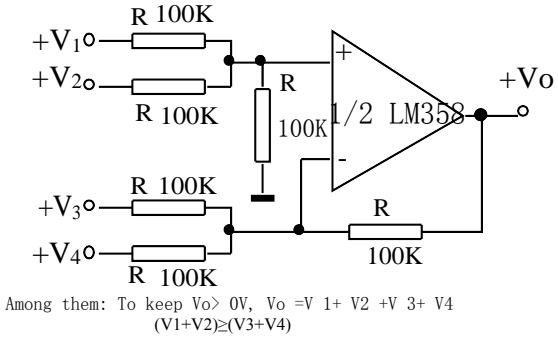 R 100K
+V1
+V2
R 100K
R
100K
+
1/2 LM358
-
+Vo
R 100K
+V3
+V4
R 100K
R
100K
Among them: To keep Vo> 0V, Vo =V 1+ V2 +V 3+ V4
(V1+V2)≥(V3+V4)